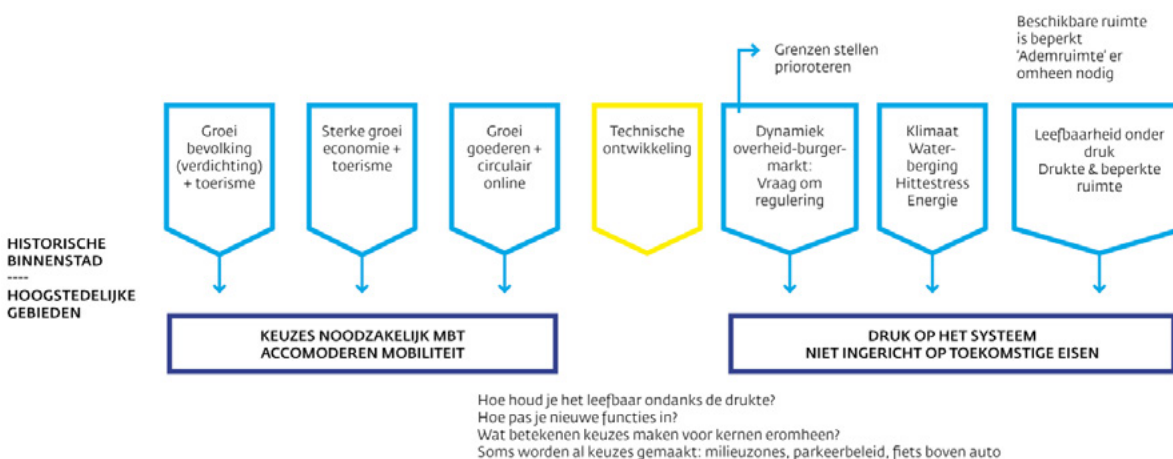 Beschikbare ruimte
is beperkt
'Ademruimte' er
omheen nodig
Grenzen stellen
prioroteren
Groei
bevolking
(verdichting)
+ toerisme
Sterke groei
economie +
toerisme
Groei
goederen +
circulair
online
Technische
ontwikkeling
Dynamiek
overheid-burger-
markt:
Vraag om
regulering
Klimaat
Water-
berging
Hittestress
Energie
Leefbaarheid onder
druk
Drukte & beperkte
ruimte
HISTORISCHE
BINNENSTAD
----
HOOGSTEDELIJKE
GEBIEDEN
KEUZES NOODZAKELIJK MBT
ACCOMODEREN MOBILITEIT
DRUK OP HET SYSTEEM
NIET INGERICHT OP TOEKOMSTIGE EISEN
Hoe houd je het leefbaar ondanks de drukte?
Hoe pas je nieuwe functies in?
Wat betekenen keuzes maken voor kernen eromheen?
Soms worden al keuzes gemaakt: milieuzones, parkeerbeleid, fiets boven auto